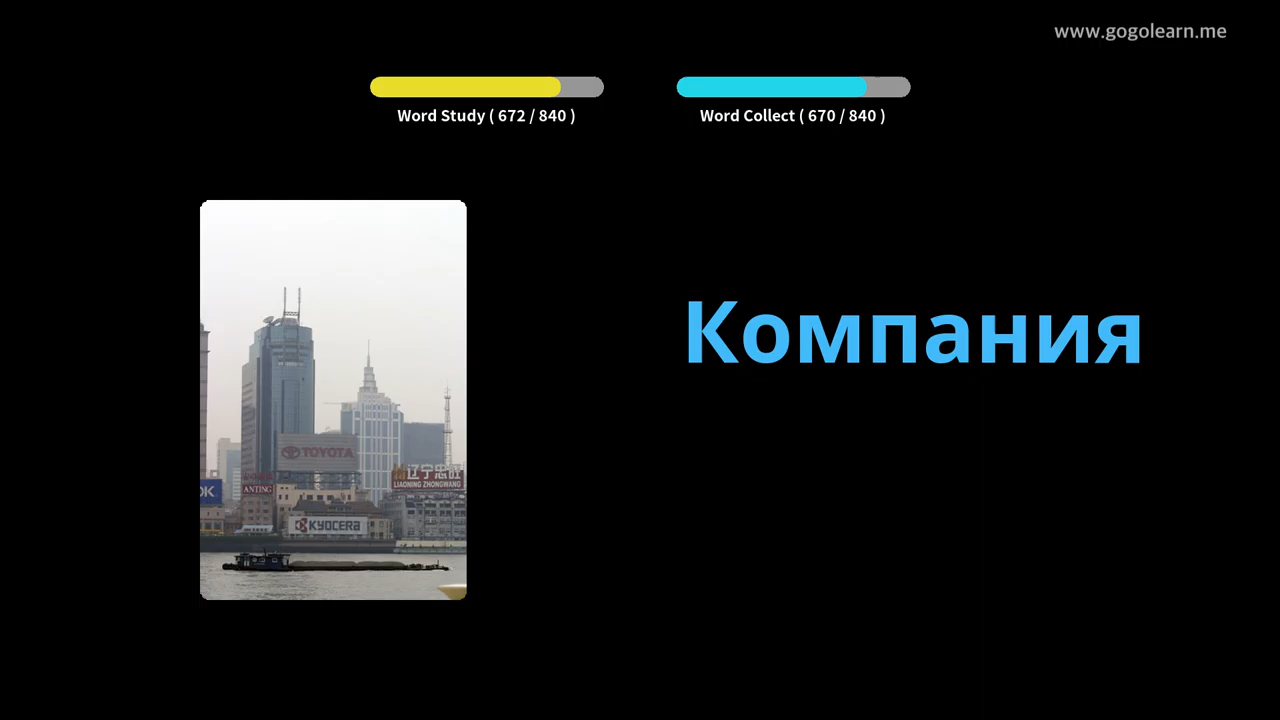 www.gogolearn.me
Word Study ( 672 / 840 )
Word Collect ( 670 / 840 )
Компания
TOYOTA
辽宁忠旺
LIAONING ZHONGWANG
ANTING
KYOCERA